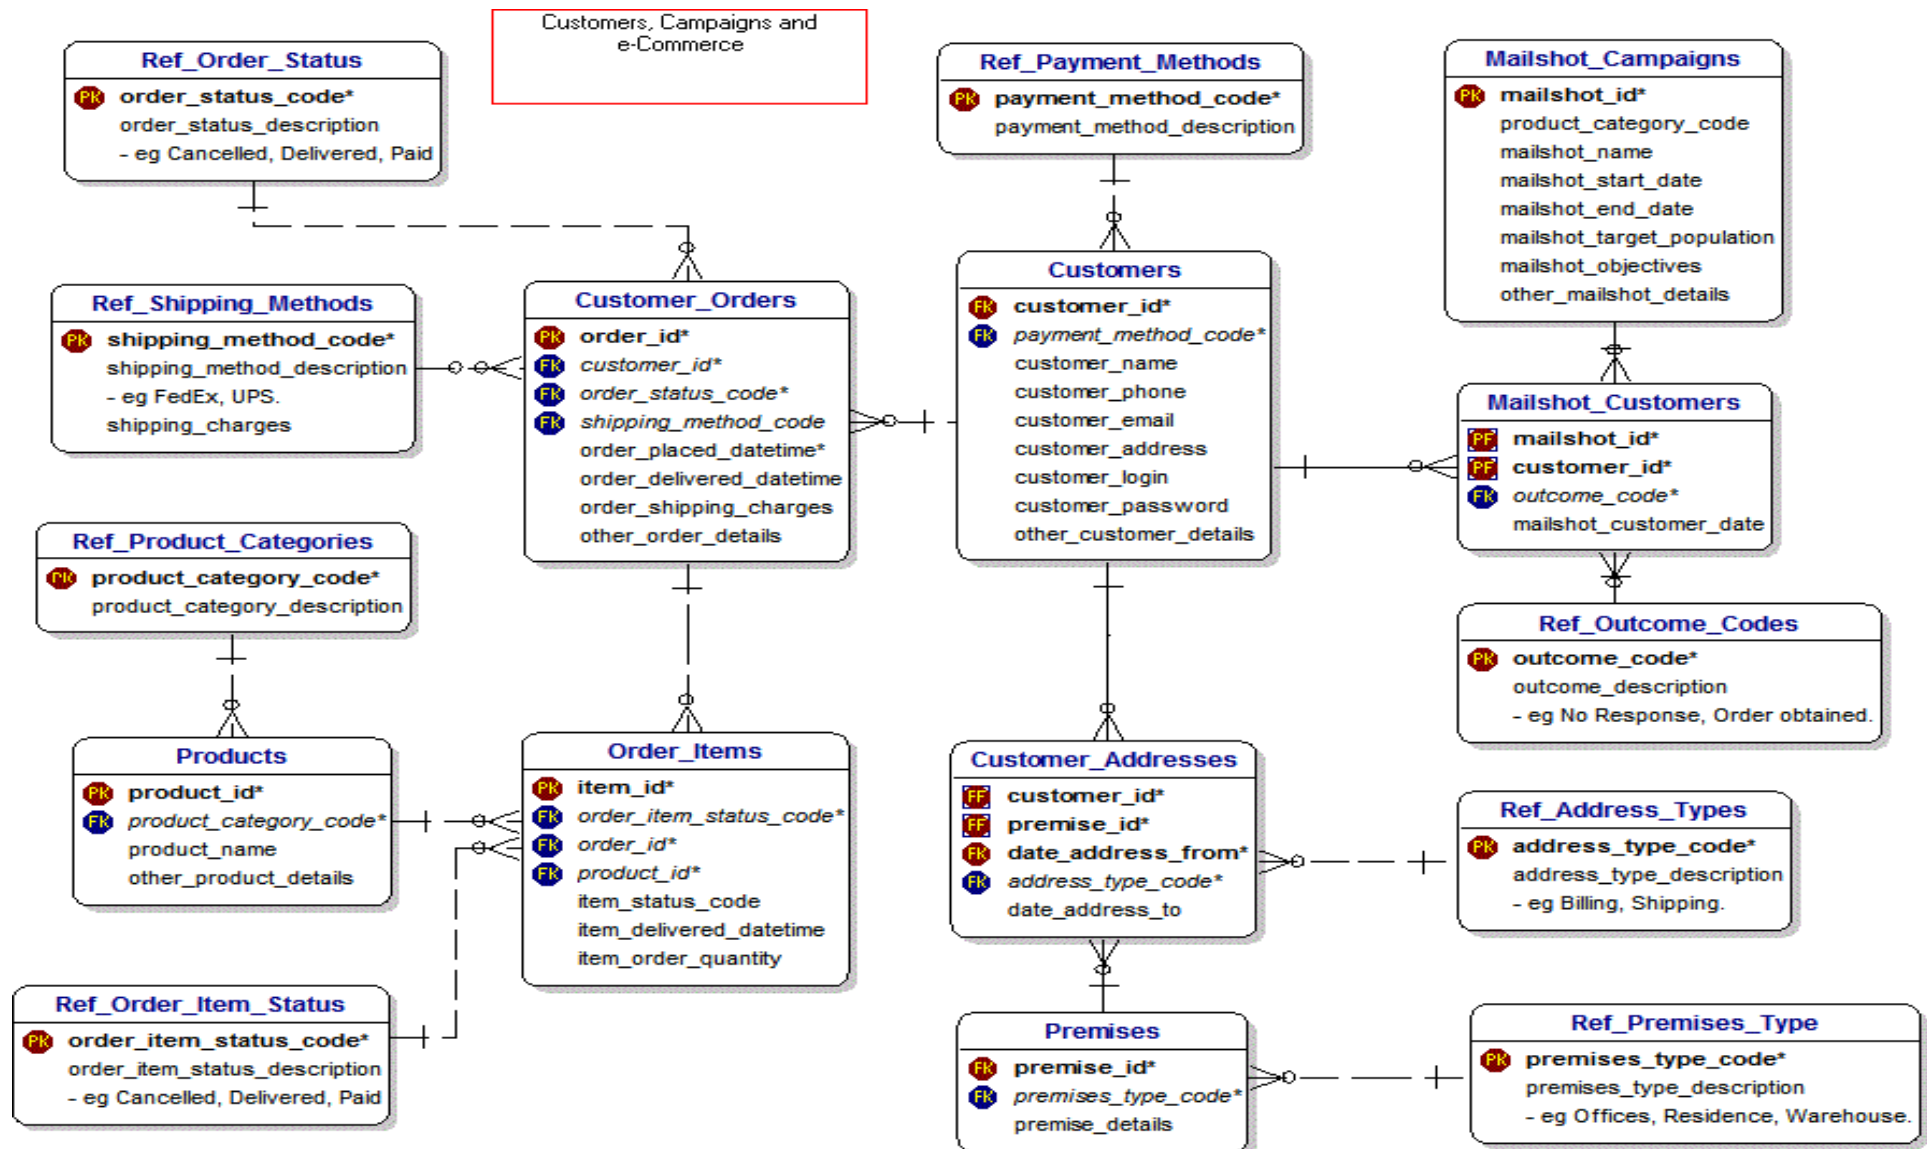 Customers, Campaigns and
e-Commerce
Ref_Order_Status
PK order_status_code*
order_status_description
- eg Cancelled, Delivered, Paid
Ref_Payment_Methods
PK payment_method_code*
payment_method_description
Mailshot_Campaigns
PK mailshot_id*
product_category_code
mailshot_name
mailshot_start_date
mailshot_end_date
mailshot_target_population
mailshot_objectives
other_mailshot_details
Ref_Shipping_Methods
PK shipping_method_code*
shipping_method_description
- eg FedEx, UPS.
shipping_charges
Customer_Orders
PK order_id*
FK customer_id*
FK order_status_code*
FK shipping_method_code
order_placed_datetime*
order_delivered_datetime
order_shipping_charges
other_order_details
Customers
FK customer_id*
FK payment_method_code*
customer_name
customer_phone
customer_email
customer_address
customer_login
customer_password
other_customer_details
Mailshot_Customers
PF mailshot_id*
PF customer_id*
FK outcome_code*
mailshot_customer_date
Ref_Product_Categories
PK product_category_code*
product_category_description
Ref_Outcome_Codes
PK outcome_code*
outcome_description
- eg No Response, Order obtained.
Products
PK product_id*
FK product_category_code*
product_name
other_product_details
Order_Items
PK item_id*
FK order_item_status_code*
FK order_id*
FK product_id*
item_status_code
item_delivered_datetime
item_order_quantity
Customer_Addresses
FF customer_id*
FF premise_id*
FK date_address_from*
FK address_type_code*
date_address_to
Ref_Address_Types
PK address_type_code*
address_type_description
- eg Billing, Shipping.
Ref_Order_Item_Status
PK order_item_status_code*
order_item_status_description
- eg Cancelled, Delivered, Paid
Premises
FK premise_id*
FK premises_type_code*
premise_details
Ref_Premises_Type
PK premises_type_code*
premises_type_description
- eg Offices, Residence, Warehouse.